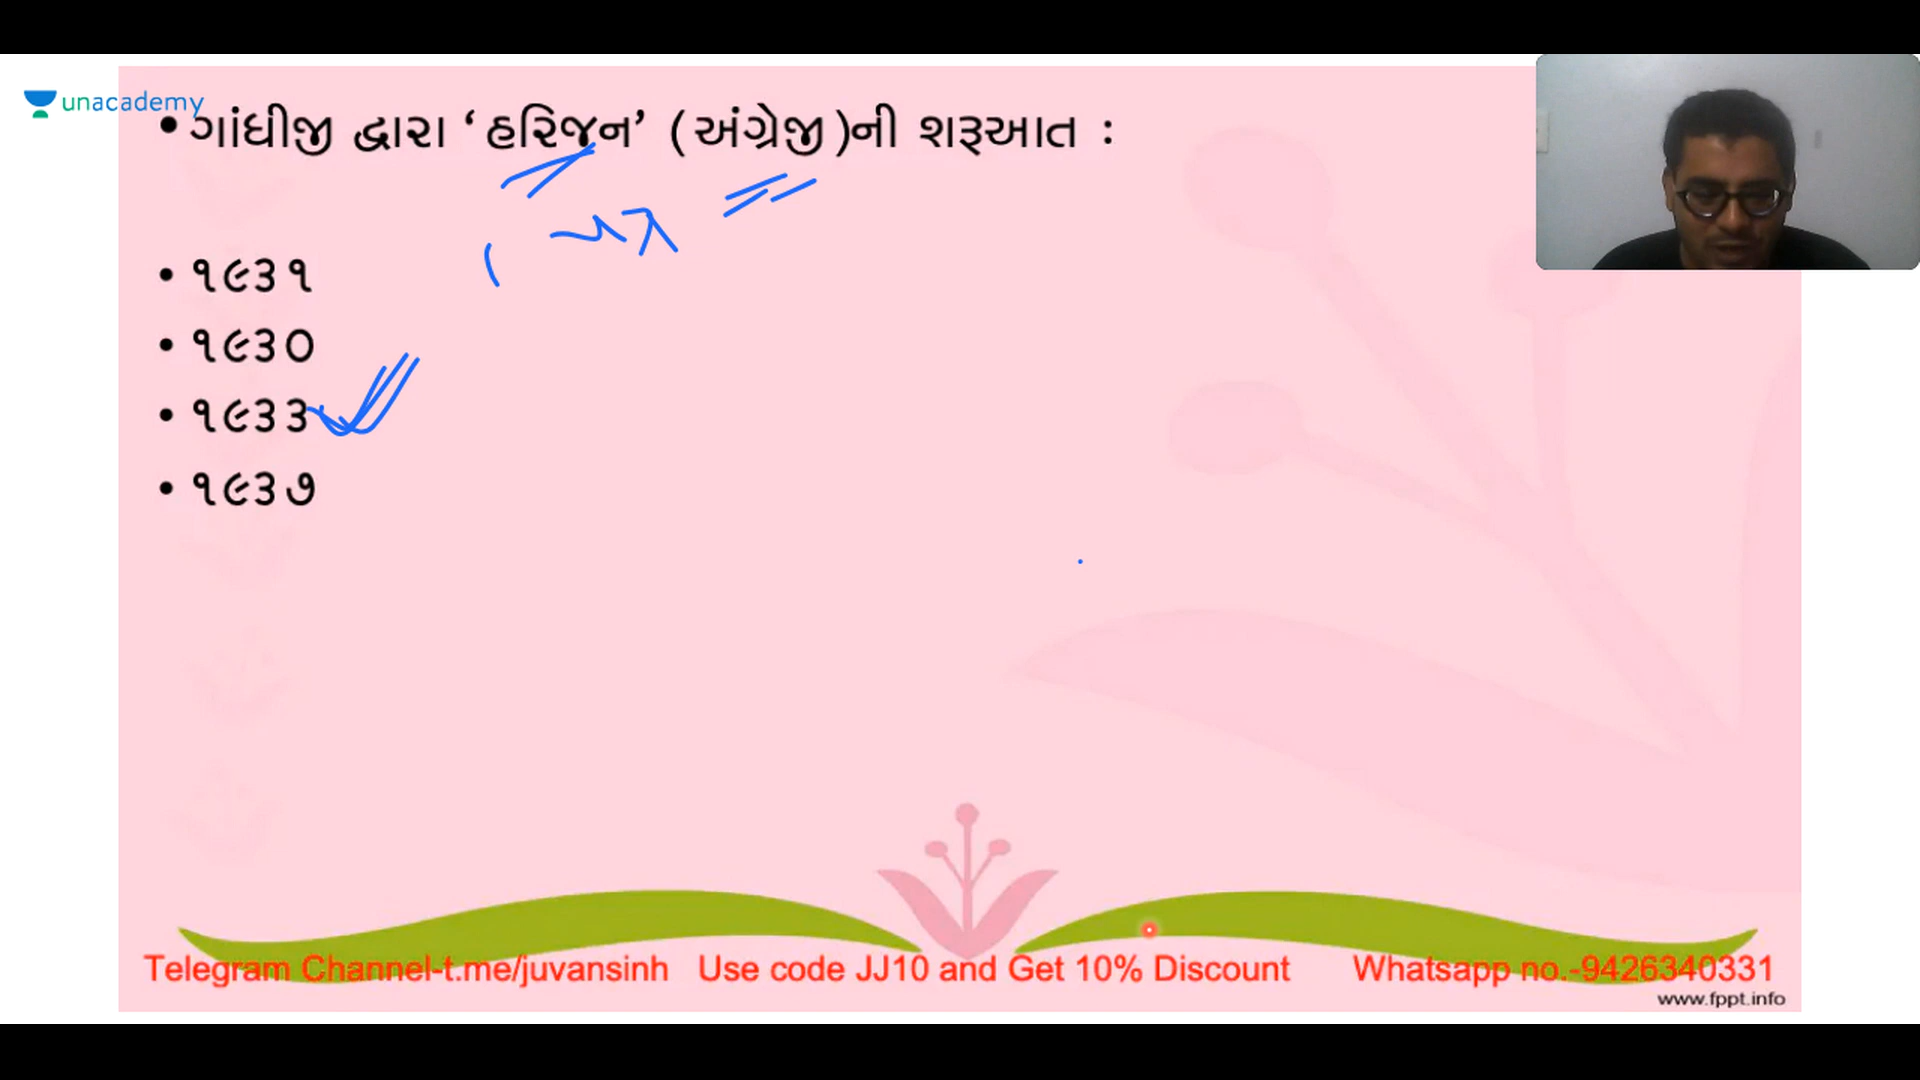 unacademy
• ગાંધીજી દ્વારા ‘હરિજન’ (અંગ્રેજી)ની શરૂઆત :
• ૧૯૩૧
• ૧૯૩૦
• ૧૯૩૩
• ૧૯૩૭
Telegram Channel-t.me/juvansinh Use code JJ10 and Get 10% Discount Whatsapp no.-9426340331
www.fppt.info